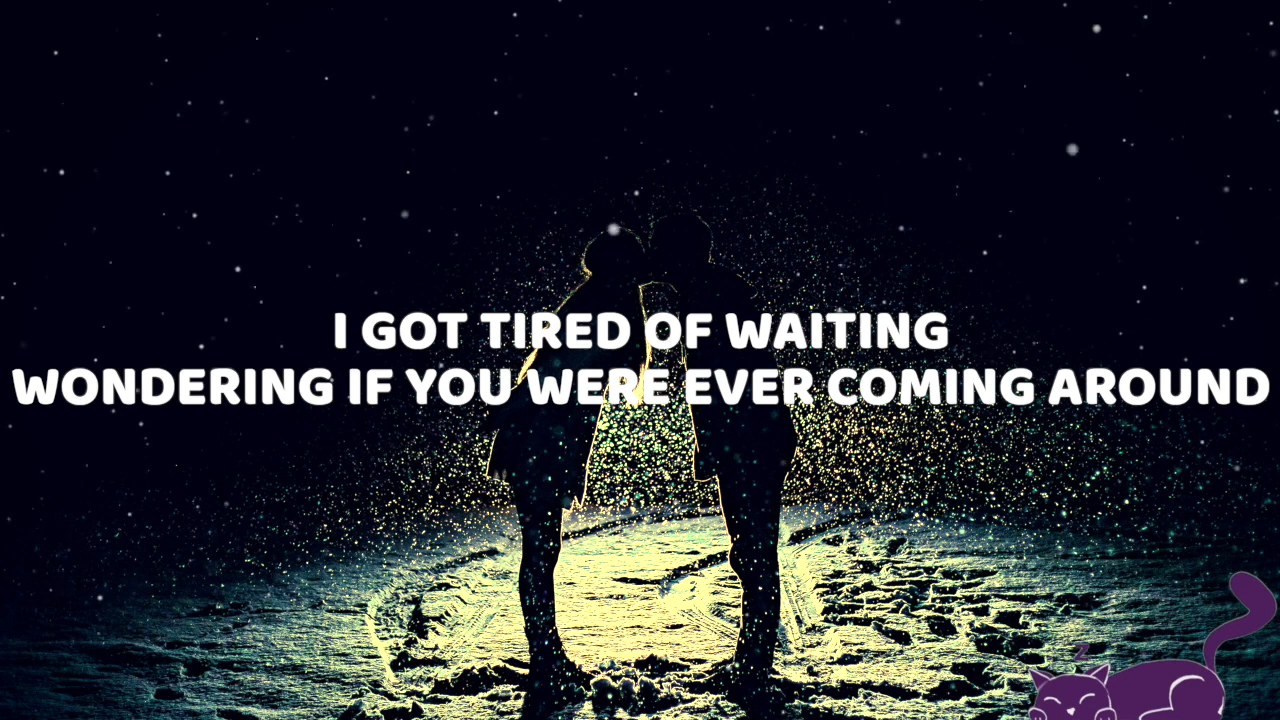 I GOT TIRED OF WAITING
WONDERING IF YOU WERE EVER COMING AROUND
Z